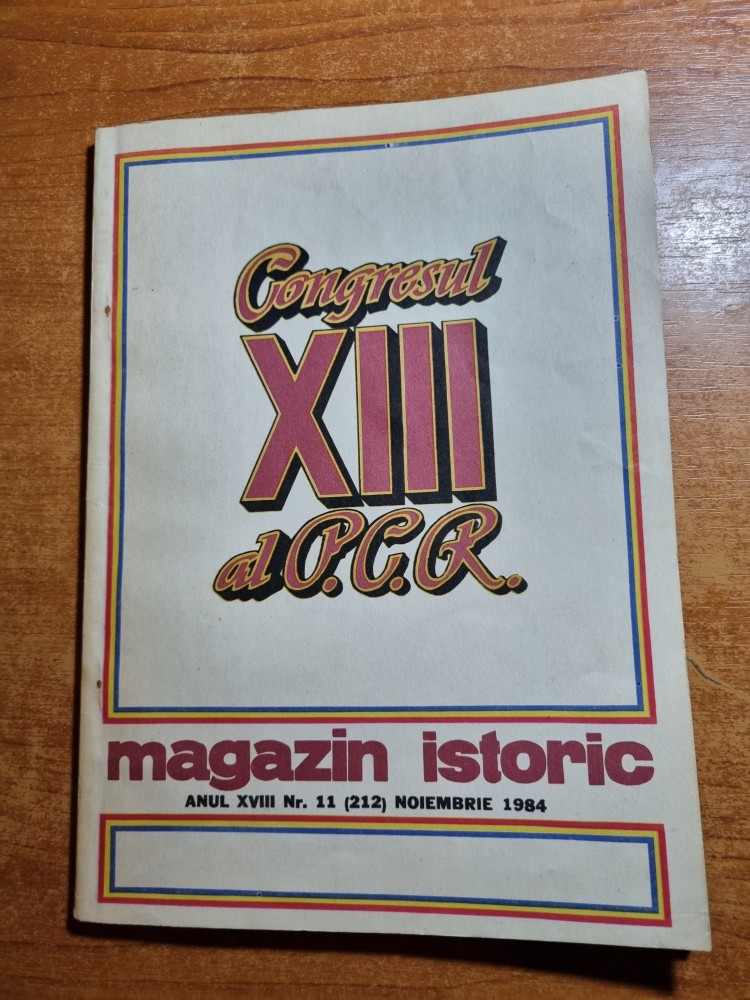 Congresul
XIII
al P.C.R.
magazin istoric
ANUL XVIII Nr. 11 (212) NOIEMBRIE 1984